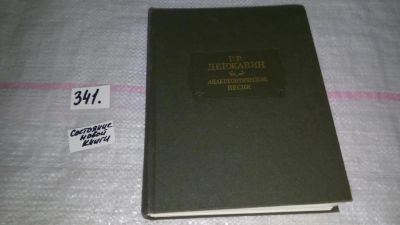 341.
Состояние
новой
книги
Г.Р.
ДЕРЖАВИН
АНАКРЕОНТИЧЕСКИЕ
ПЕСНИ